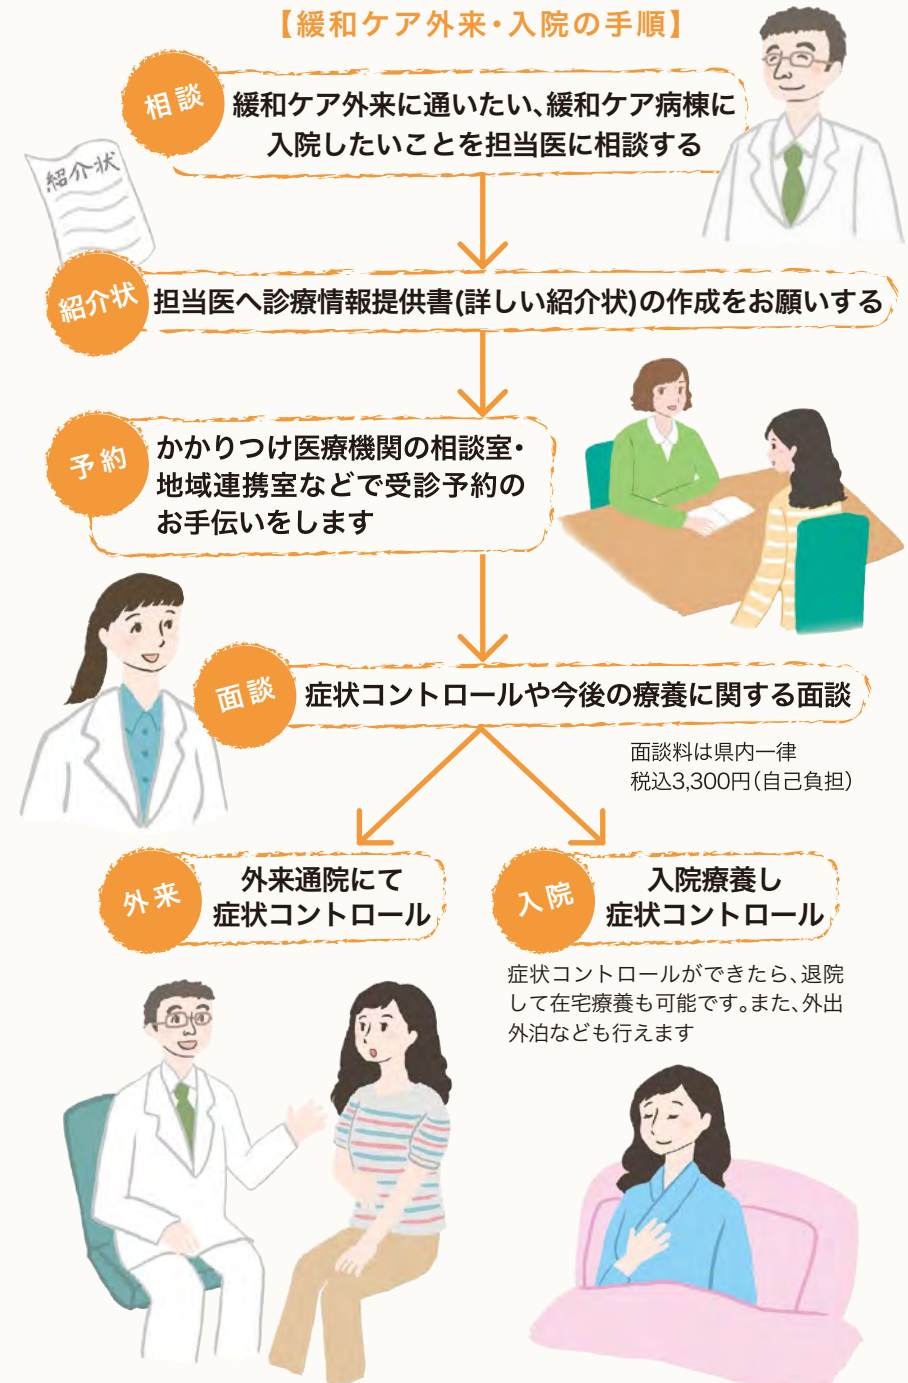 【緩和ケア外来・入院の手順】
相談
緩和ケア外来に通いたい、緩和ケア病棟に
入院したいことを担当医に相談する
紹介状
紹介状
担当医へ診療情報提供書(詳しい紹介状)の作成をお願いする
予約
かかりつけ医療機関の相談室・
地域連携室などで受診予約の
お手伝いをします
面談
症状コントロールや今後の療養に関する面談
面談料は県内一律
税込3,300円（自己負担）
外来
外来通院にて
症状コントロール
入院
入院療養し
症状コントロール
症状コントロールができたら、退院
して在宅療養も可能です。また、外出
外泊なども行えます